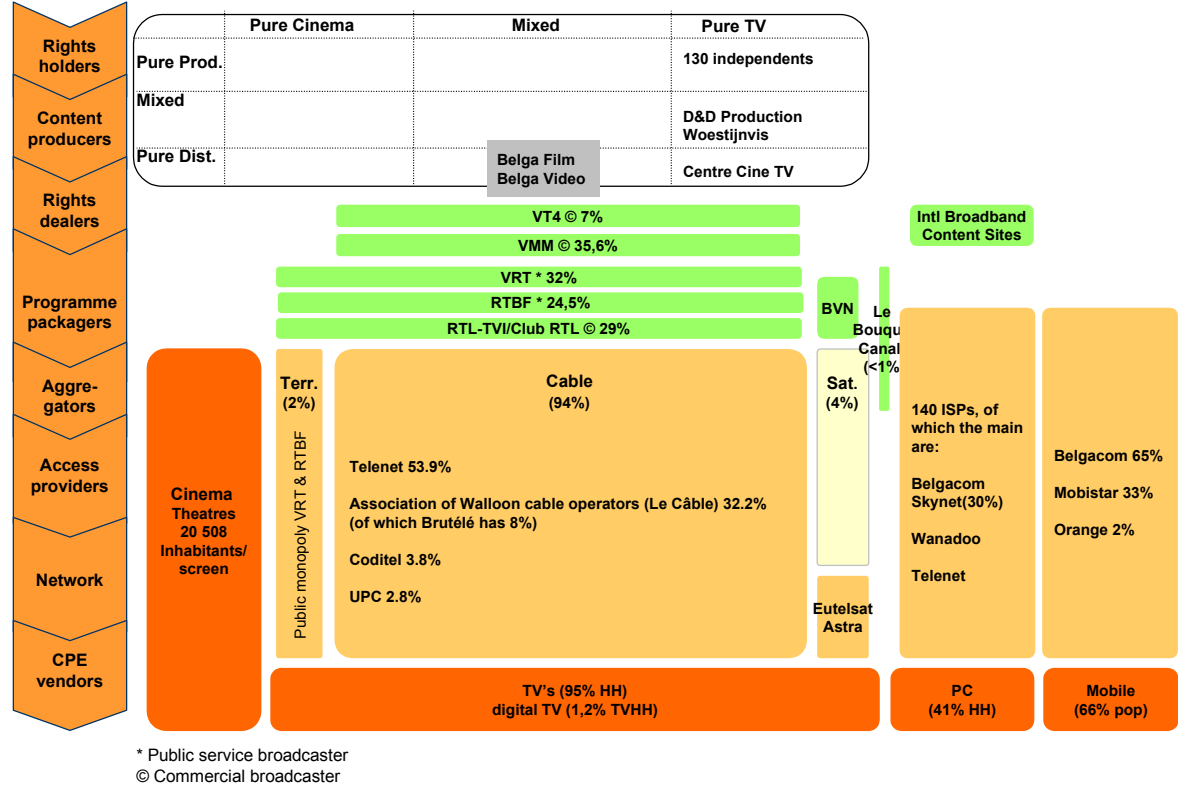 Rights
holders
Content
producers
Rights
dealers
Programme
packagers
Aggre-
gators
Access
providers
Network
CPE
vendors
Pure Cinema
Mixed
Pure TV
Pure Prod.
130 independents
Mixed
D&D Production
Woestijnvis
Pure Dist.
Belga Film
Belga Video
Centre Cine TV
VT4 © 7%
VMM © 35,6%
VRT * 32%
RTBF * 24,5%
RTL-TVI/Club RTL © 29%
Intl Broadband
Content Sites
BVN
Le
Bouqu
Canal
(<1%
Cinema
Theatres
20 508
Inhabitants/
screen
Terr.
(2%)
Public monopoly VRT & RTBF
Cable
(94%)
Telenet 53.9%
Association of Walloon cable operators (Le Câble) 32.2%
(of which Brutélé has 8%)
Coditel 3.8%
UPC 2.8%
Sat.
(4%)
Eutelsat
Astra
140 ISPs, of
which the main
are:
Belgacom
Skynet(30%)
Wanadoo
Telenet
Belgacom 65%
Mobistar 33%
Orange 2%
TV's (95% HH)
digital TV (1,2% TVHH)
PC
(41% HH)
Mobile
(66% pop)
* Public service broadcaster
© Commercial broadcaster